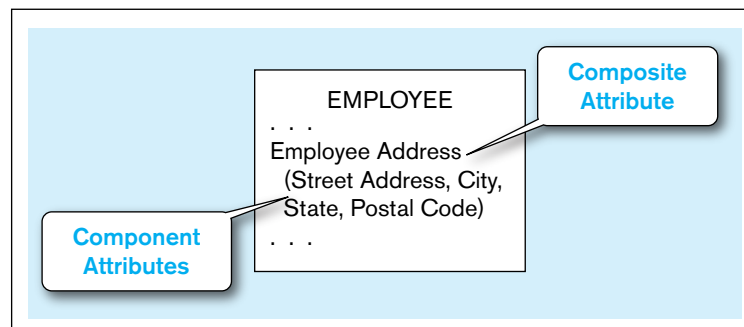 Composite
Attribute
EMPLOYEE
. . .
Employee Address
(Street Address, City,
State, Postal Code)
. . .
Component
Attributes